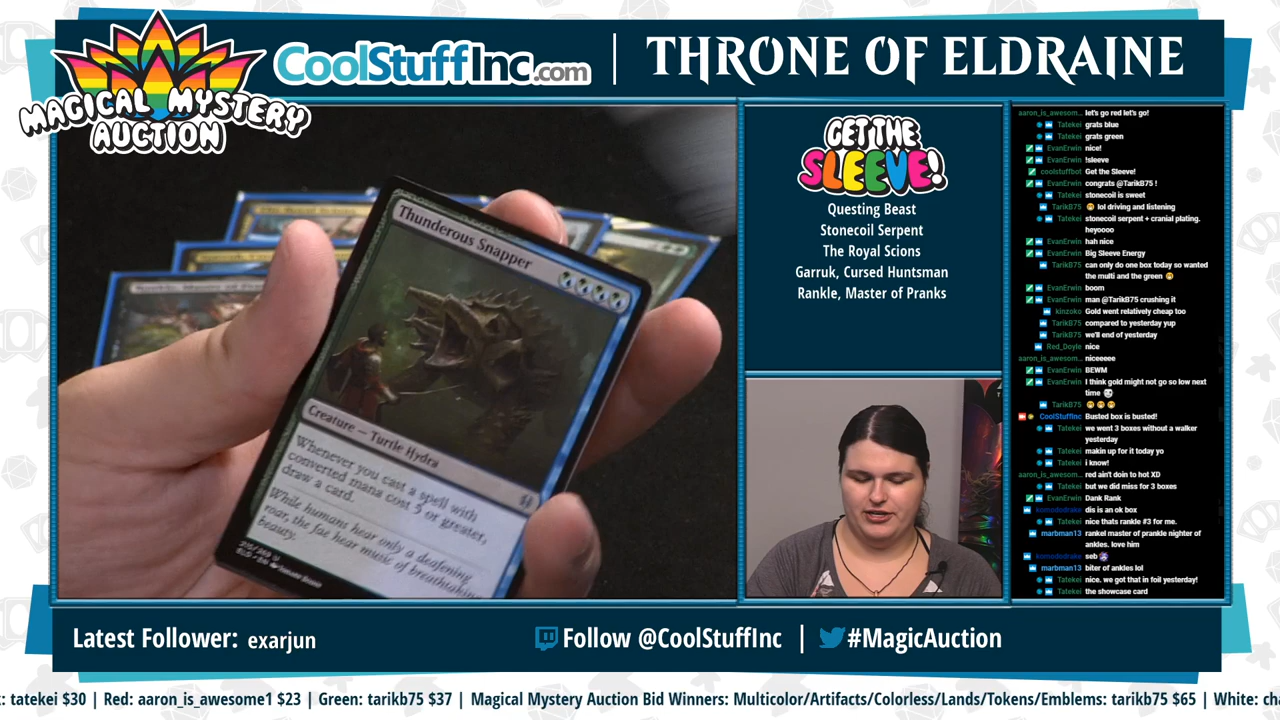 MAGICAL MYSTERY
AUCTION
CoolStuffInc.com
THRONE OF ELDRAINE
Thunderous Snapper
Creature — Turtle Hydra
Whenever you cast a spell with
converted mana cost 5 or greater,
draw a card.
While humans hear only a deafening
roar, the fae hear music
beauty.
GET THE
SLEEVE!
Questing Beast
Stonecoil Serpent
The Royal Scions
Garruk, Cursed Huntsman
Rankle, Master of Pranks
aaron_is_awesom... let's go red let's go!
Tatekei grats blue
Tatekei grats green
EvanErwin nice!
EvanErwin !sleeve
coolstuffbot Get the Sleeve!
EvanErwin congrats @TarikB75 !
Tatekei stonecoil is sweet
TarikB75 lol driving and listening
Tatekei stonecoil serpent + cranial plating.
heyoooo
EvanErwin hah nice
EvanErwin Big Sleeve Energy
TarikB75 can only do one box today so wanted
the multi and the green
EvanErwin boom
EvanErwin man @TarikB75 crushing it
kinzoko Gold went relatively cheap too
TarikB75 compared to yesterday yup
TarikB75 we'll end of yesterday
Red_Doyle nice
aaron_is_awesom... niceeeee
EvanErwin BEWM
EvanErwin I think gold might not go so low next
time
TarikB75
CoolStuffInc Busted box is busted!
Tatekei we went 3 boxes without a walker
yesterday
Tatekei makin up for it today yo
Tatekei i know!
aaron_is_awesom... red ain't doin to hot XD
Tatekei but we did miss for 3 boxes
EvanErwin Dank Rank
komododrake dis is an ok box
Tatekei nice thats rankle #3 for me.
marbman13 rankel master of prankle nighter of
ankles. love him
komododrake seb
marbman13 biter of ankles lol
Tatekei nice. we got that in foil yesterday!
Tatekei the showcase card
Latest Follower: exarjun
Follow @CoolStuffInc | #MagicAuction
: tatekei $30 | Red: aaron_is_awesome1 $23 | Green: tarikb75 $37 | Magical Mystery Auction Bid Winners: Multicolor/Artifacts/Colorless/Lands/Tokens/Emblems: tarikb75 $65 | White: